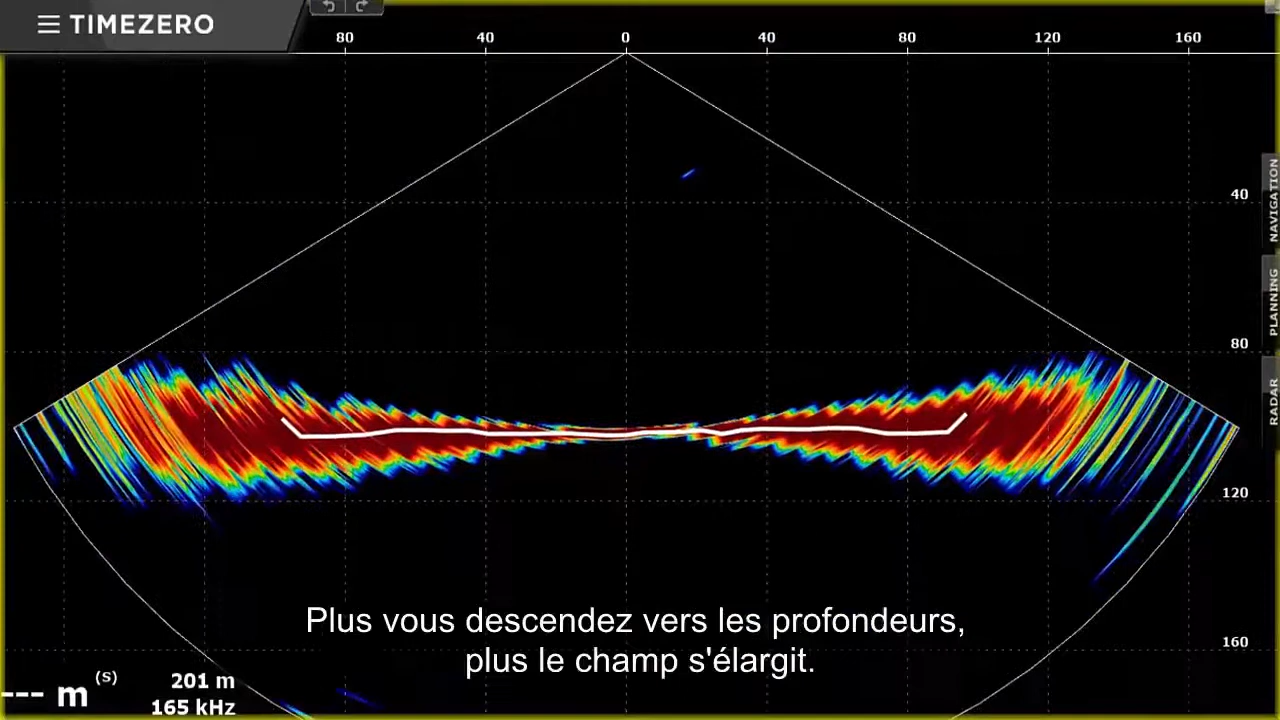 TIMEZERO
80 40 0 40 80 120 160
40
80
120
160
NAVIGATION
PLANNING
RADAR
Plus vous descendez vers les profondeurs,
plus le champ s'élargit.
--- m (S)
201 m
165 kHz